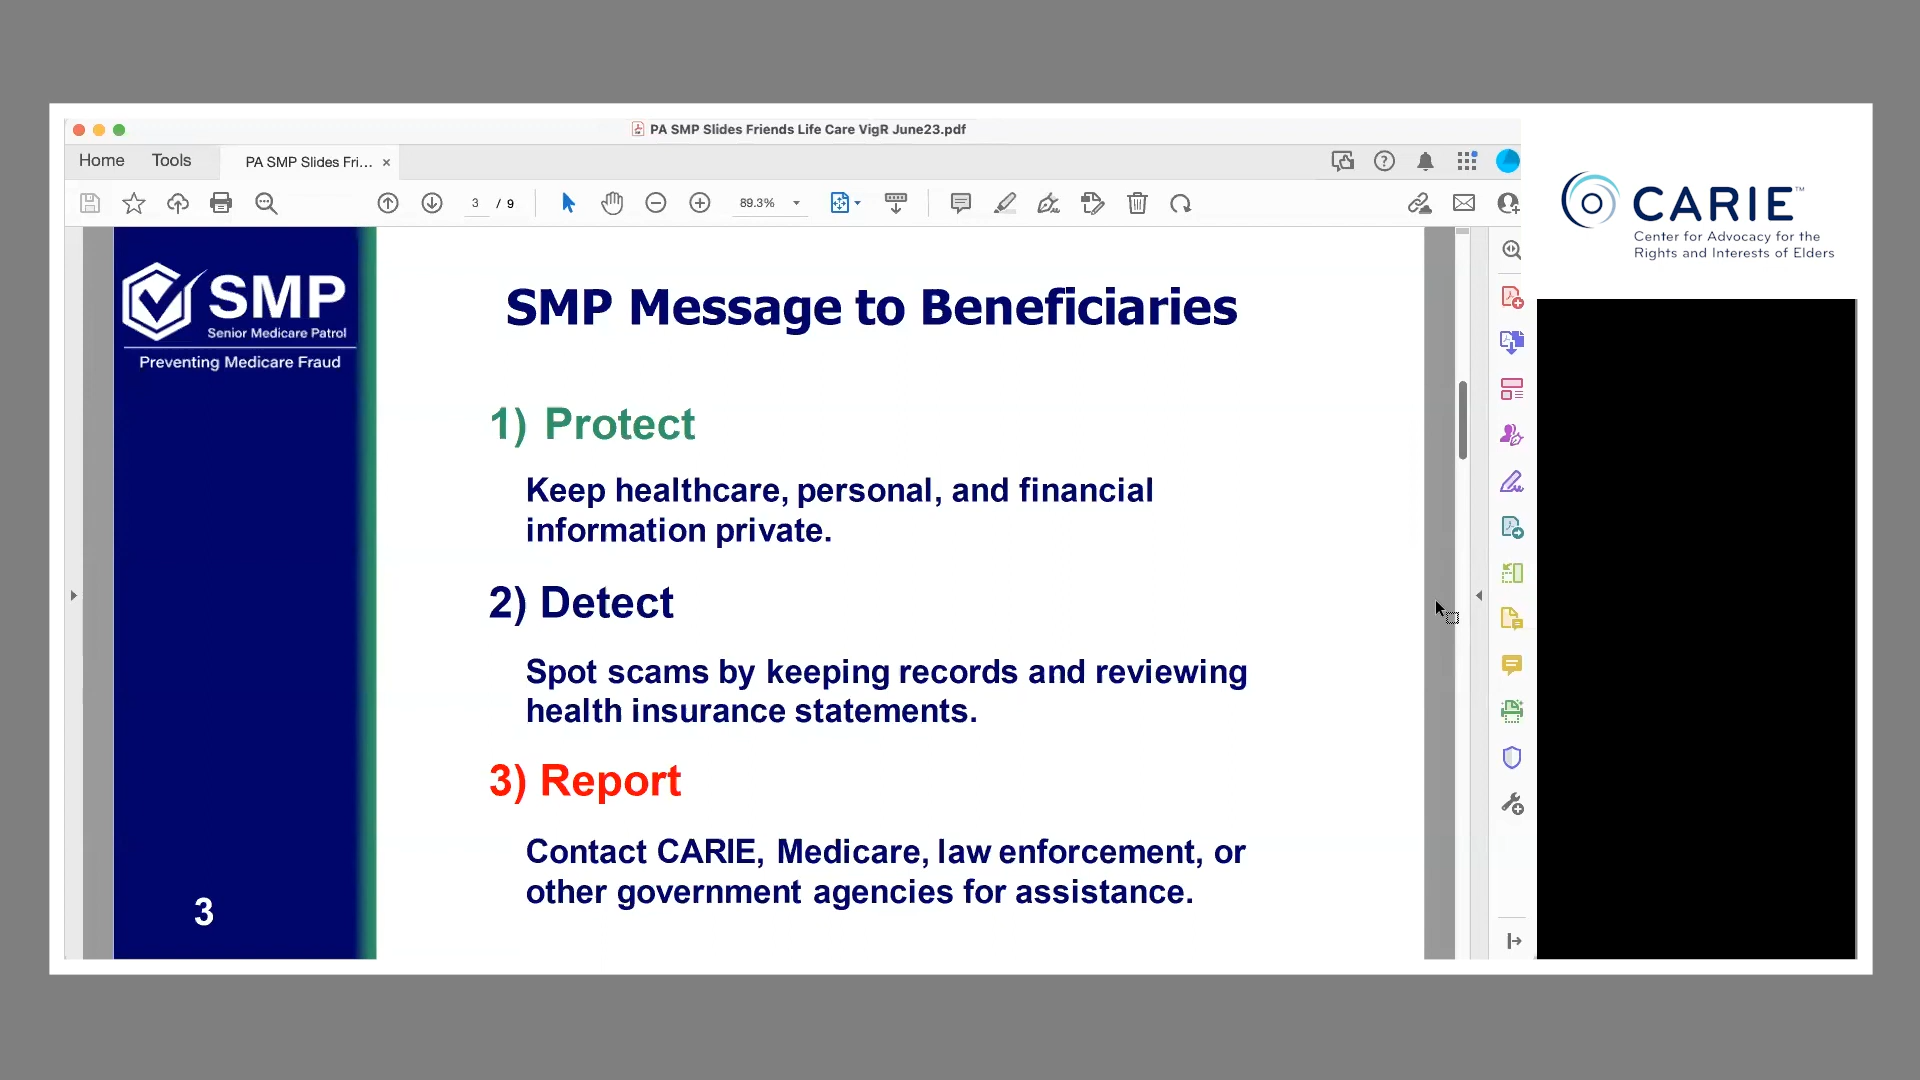 PA SMP Slides Friends Life Care VigR June23.pdf
Home Tools PA SMP Slides Fri... ×
3 / 9 89.3%
CARIE™
Center for Advocacy for the
Rights and Interests of Elders
SMP
Senior Medicare Patrol
Preventing Medicare Fraud
SMP Message to Beneficiaries
1) Protect
Keep healthcare, personal, and financial
information private.
2) Detect
Spot scams by keeping records and reviewing
health insurance statements.
3) Report
Contact CARIE, Medicare, law enforcement, or
other government agencies for assistance.
3